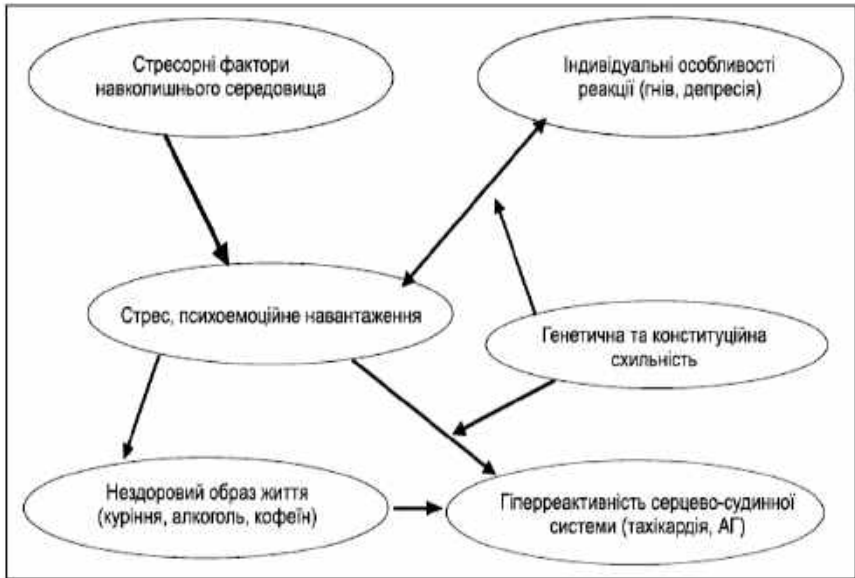 Стресорні фактори
навколишнього середовища
Індивідуальні особливості
реакції (гнів, депресія)
Стрес, психоемоційне навантаження
Генетична та конституційна
схильність
Нездоровий образ життя
(куріння, алкоголь, кофеїн)
Гіперреактивність серцево-судинної
системи (тахікардія, АГ)